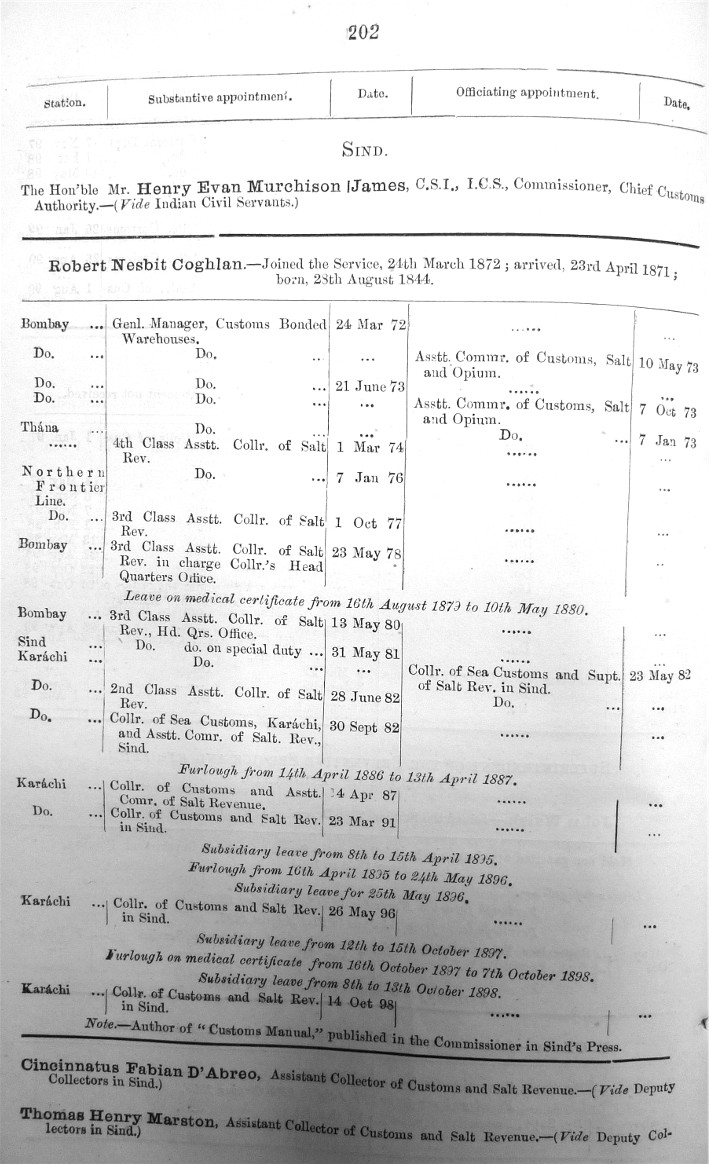 202
Station. Substantive appointment. Date. Officiating appointment. Date.
SIND.
The Hon'ble Mr. Henry Evan Murchison James, C.S.I., I.C.S., Commissioner, Chief Customs
Authority.—(Vide Indian Civil Servants.)
Robert Nesbit Coghlan.—Joined the Service, 24th March 1872; arrived, 23rd April 1871;
born, 28th August 1844.
Bombay ... Genl. Manager, Customs Bonded 24 Mar 72 ...... ...
Warehouses.
Do. ... Do. .. ... Asstt. Commr. of Customs, Salt 10 May 73
and Opium.
Do. ... Do. ... 21 June 73 ...... ...
Do. ... Do. ... ... Asstt. Commr. of Customs, Salt 7 Oct 73
and Opium.
Thána ... Do. ... ... Do. ... 7 Jan 73
...... 4th Class Asstt. Collr. of Salt 1 Mar 74 ...... ...
Rev.
Northern Do. ... 7 Jan 76 ...... ...
Frontier
Line.
Do. ... 3rd Class Asstt. Collr. of Salt 1 Oct 77 ...... ..
Rev.
Bombay ... 3rd Class Asstt. Collr. of Salt 23 May 78 ...... ..
Rev. in charge Collr.'s Head
Quarters Office.
Leave on medical certificate from 16th August 1879 to 10th May 1880.
Bombay ... 3rd Class Asstt. Collr. of Salt 13 May 80 ...... ...
Rev., Hd. Qrs. Office.
Sind ... Do. do. on special duty ... 31 May 81 ...... ...
Karáchi ... Do. ... ... Collr. of Sea Customs and Supt. 23 May 82
of Salt Rev. in Sind.
Do. ... 2nd Class Asstt. Collr. of Salt 28 June 82 Do. ... ...
Rev.
Do. ... Collr. of Sea Customs, Karáchi, 30 Sept 82 ...... ...
and Asstt. Comr. of Salt. Rev.,
Sind.
Furlough from 14th April 1886 to 13th April 1887.
Karáchi ... Collr. of Customs and Asstt. 14 Apr 87 ...... ...
Comr. of Salt Revenue.
Do. ... Collr. of Customs and Salt Rev. 23 Mar 91 ...... ...
in Sind.
Subsidiary leave from 8th to 15th April 1895.
Furlough from 16th April 1895 to 24th May 1896.
Subsidiary leave for 25th May 1896.
Karáchi ... Collr. of Customs and Salt Rev. 26 May 96 ...... ...
in Sind.
Subsidiary leave from 12th to 15th October 1897.
Furlough on medical certificate from 16th October 1897 to 7th October 1898.
Subsidiary leave from 8th to 13th October 1898.
Karáchi ... Collr. of Customs and Salt Rev. 14 Oct 98 ...... ...
in Sind.
Note.—Author of "Customs Manual," published in the Commissioner in Sind's Press.
Cincinnatus Fabian D'Abreo, Assistant Collector of Customs and Salt Revenue.—(Vide Deputy
Collectors in Sind.)
Thomas Henry Marston, Assistant Collector of Customs and Salt Revenue.—(Vide Deputy Col-
lectors in Sind.)